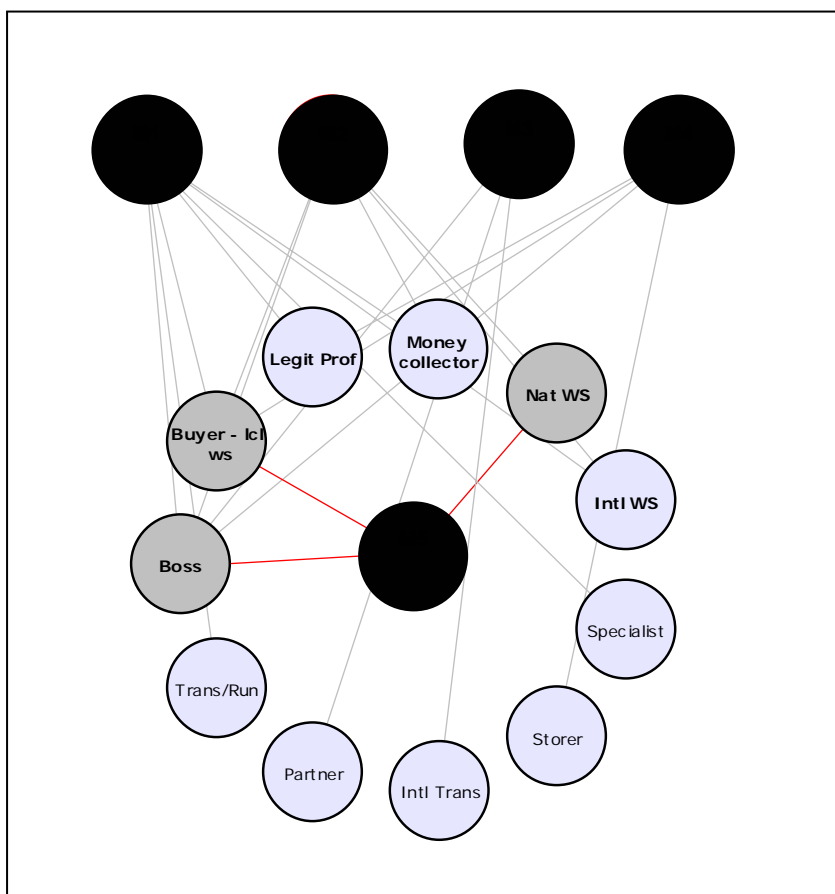 Legit Prof
Money
collector
Nat WS
Buyer - lcl
ws
Intl WS
Boss
Specialist
Trans/Run
Storer
Partner
Intl Trans